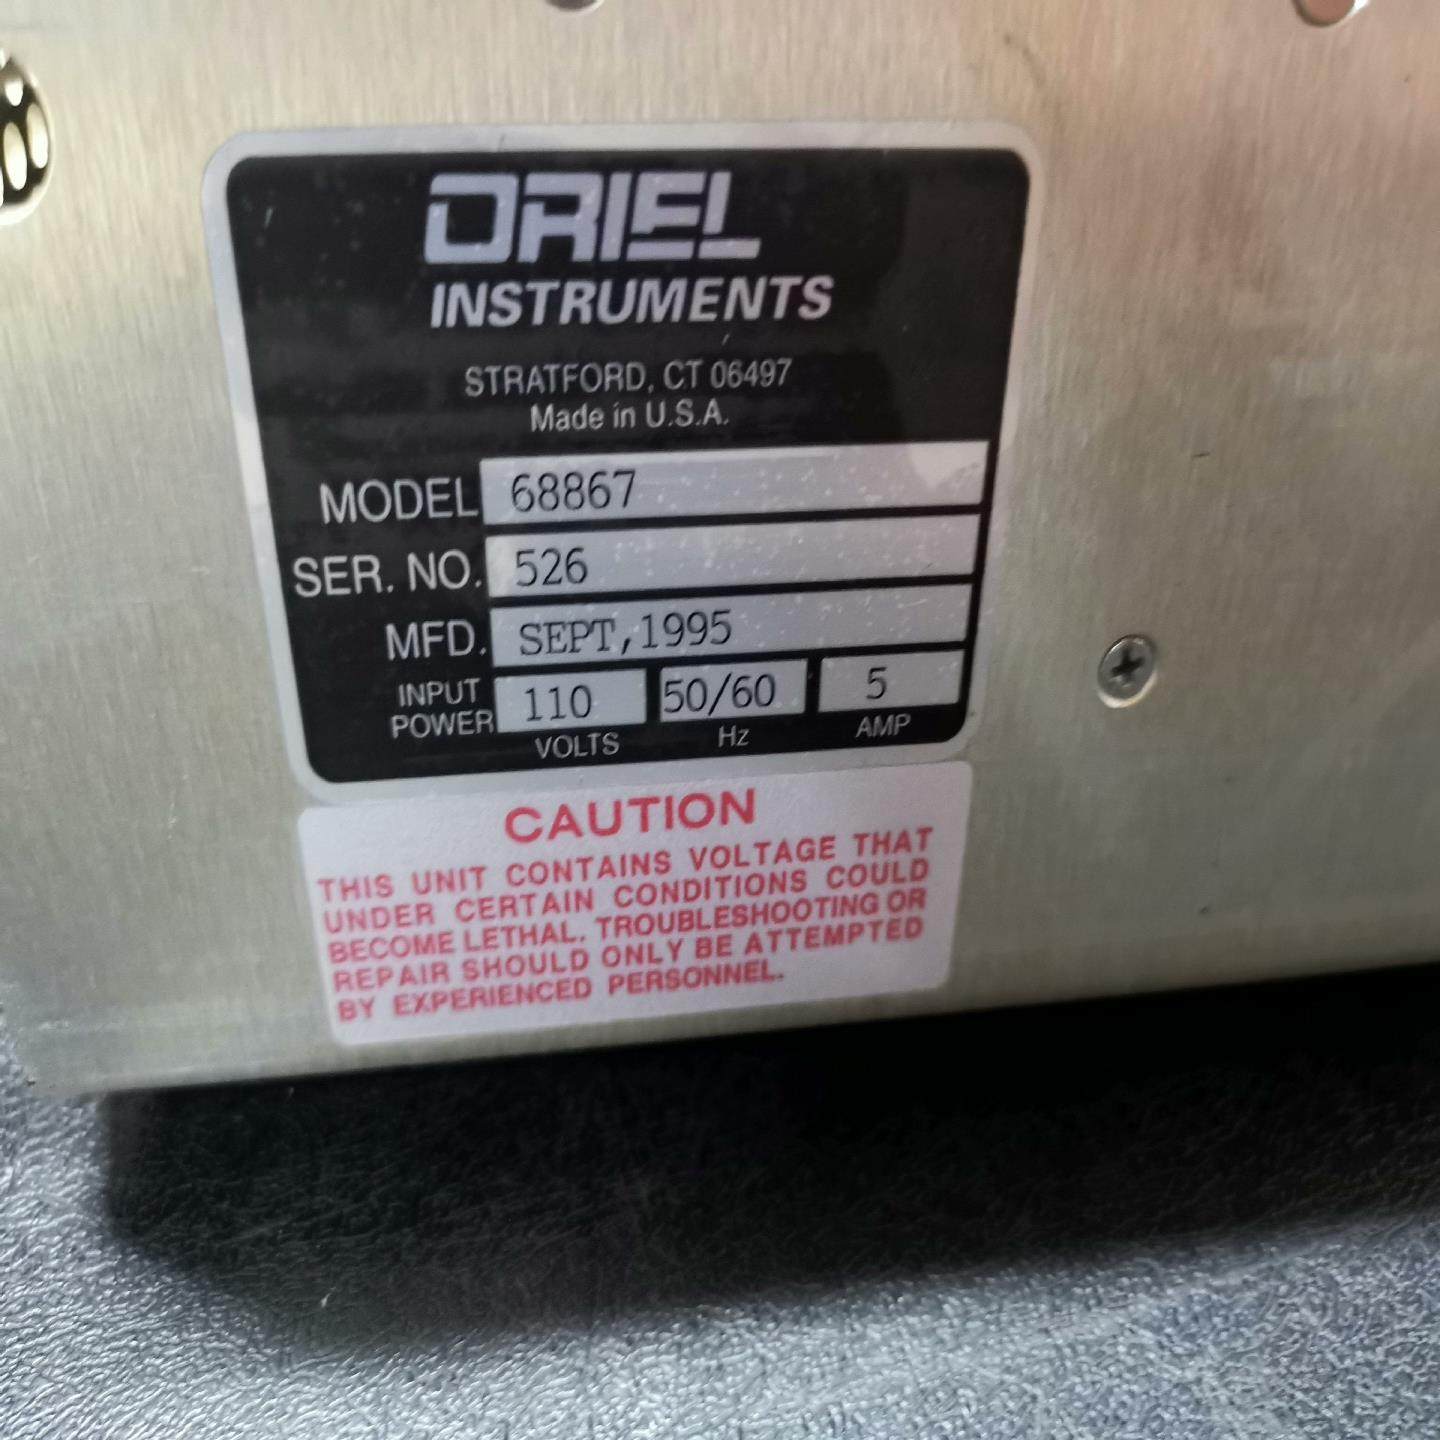 ORIEL
INSTRUMENTS
STRATFORD, CT 06497
Made in U.S.A.
MODEL 68867
SER. NO. 526
MFD. SEPT,1995
INPUT POWER 110 50/60 5
VOLTS Hz AMP
CAUTION
THIS UNIT CONTAINS VOLTAGE THAT
UNDER CERTAIN CONDITIONS COULD
BECOME LETHAL. TROUBLESHOOTING OR
REPAIR SHOULD ONLY BE ATTEMPTED
BY EXPERIENCED PERSONNEL.